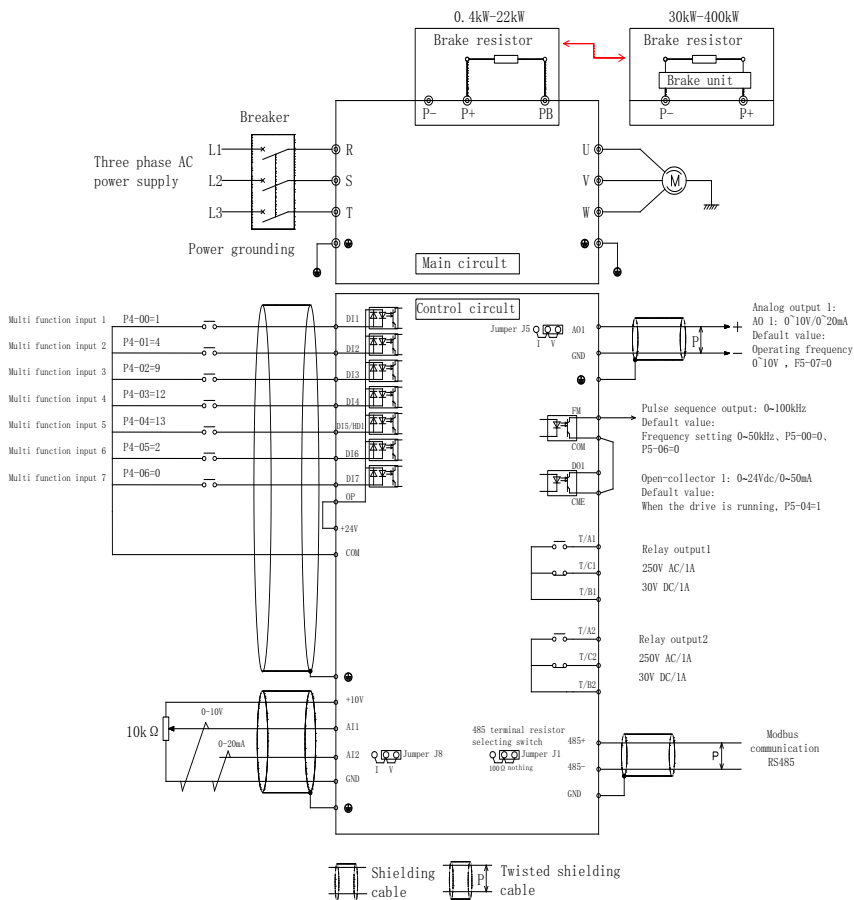 0.4kW-22kW
30kW-400kW
Brake resistor
Brake resistor
Brake unit
P-
P+
PB
P-
P+
Breaker
Three phase AC
power supply
L1
L2
L3
R
S
T
U
V
W
M
Power grounding
Main circuit
Control circuit
Multi function input 1
P4-00=1
DI1
Multi function input 2
P4-01=4
DI2
Multi function input 3
P4-02=9
DI3
Multi function input 4
P4-03=12
DI4
Multi function input 5
P4-04=13
DI5/HDI
Multi function input 6
P4-05=2
DI6
Multi function input 7
P4-06=0
DI7
OP
+24V
COM
Jumper J5
I V
AO1
GND
P
+
−
Analog output 1:
AO 1: 0~10V/0~20mA
Default value:
Operating frequency
0~10V , F5-07=0
FM
COM
Pulse sequence output: 0~100kHz
Default value:
Frequency setting 0~50kHz、P5-00=0、
P5-06=0
DO1
CME
Open-collector 1: 0~24Vdc/0~50mA
Default value:
When the drive is running, P5-04=1
T/A1
T/C1
T/B1
Relay output1
250V AC/1A
30V DC/1A
T/A2
T/C2
T/B2
Relay output2
250V AC/1A
30V DC/1A
+10V
0-10V
10kΩ
AI1
0-20mA
AI2
GND
Jumper J8
I V
485 terminal resistor
selecting switch
Jumper J1
100Ω nothing
485+
485-
GND
P
Modbus
communication
RS485
Shielding
cable
P
Twisted shielding
cable